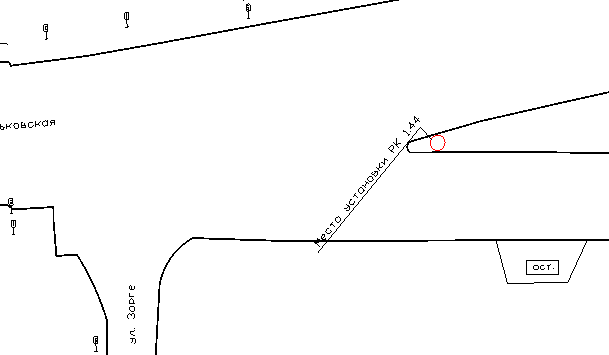 ьковская
Место установки РК 144
ост.
ул. Зорге